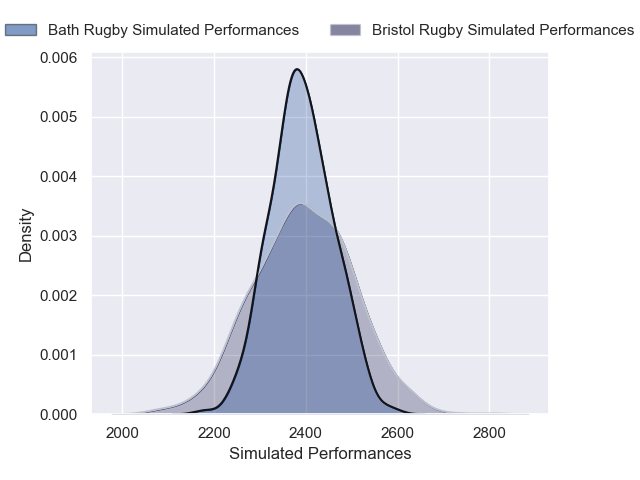 Bath Rugby Simulated Performances Bristol Rugby Simulated Performances
0.006
0.005
0.004
0.003
0.002
0.001
0.000
Density
2000 2200 2400 2600 2800
Simulated Performances